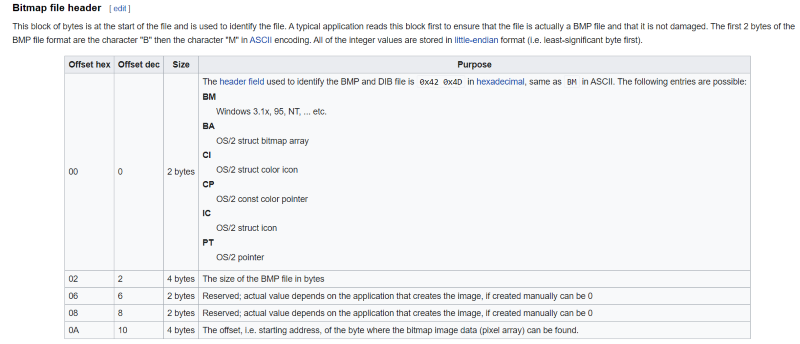 Bitmap file header [ edit ]
This block of bytes is at the start of the file and is used to identify the file. A typical application reads this block first to ensure that the file is actually a BMP file and that it is not damaged. The first 2 bytes of the
BMP file format are the character "B" then the character "M" in ASCII encoding. All of the integer values are stored in little-endian format (i.e. least-significant byte first).
Offset hex Offset dec Size Purpose
The header field used to identify the BMP and DIB file is 0x42 0x4D in hexadecimal, same as BM in ASCII. The following entries are possible:
BM
Windows 3.1x, 95, NT, ... etc.
BA
OS/2 struct bitmap array
CI
00 0 2 bytes OS/2 struct color icon
CP
OS/2 const color pointer
IC
OS/2 struct icon
PT
OS/2 pointer
02 2 4 bytes The size of the BMP file in bytes
06 6 2 bytes Reserved; actual value depends on the application that creates the image, if created manually can be 0
08 8 2 bytes Reserved; actual value depends on the application that creates the image, if created manually can be 0
0A 10 4 bytes The offset, i.e. starting address, of the byte where the bitmap image data (pixel array) can be found.